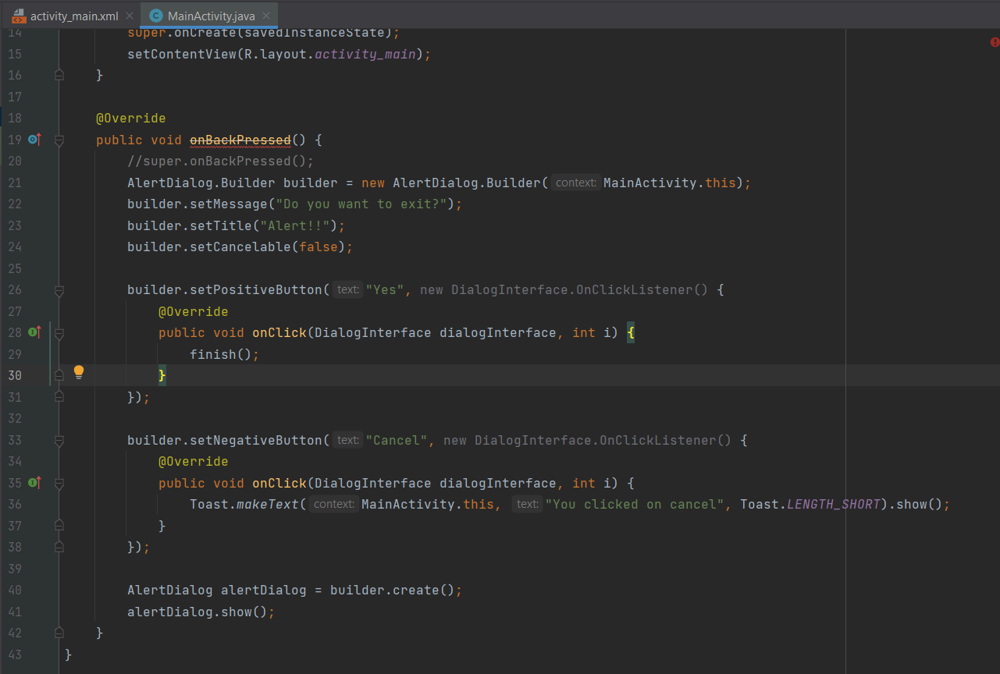 activity_main.xml MainActivity.java
14 super.onCreate(savedInstanceState);
15 setContentView(R.layout.activity_main);
16 }
17
18 @Override
19 public void onBackPressed() {
20 //super.onBackPressed();
21 AlertDialog.Builder builder = new AlertDialog.Builder( context: MainActivity.this);
22 builder.setMessage("Do you want to exit?");
23 builder.setTitle("Alert!!");
24 builder.setCancelable(false);
25
26 builder.setPositiveButton( text: "Yes", new DialogInterface.OnClickListener() {
27 @Override
28 public void onClick(DialogInterface dialogInterface, int i) {
29 finish();
30 }
31 });
32
33 builder.setNegativeButton( text: "Cancel", new DialogInterface.OnClickListener() {
34 @Override
35 public void onClick(DialogInterface dialogInterface, int i) {
36 Toast.makeText( context: MainActivity.this, text: "You clicked on cancel", Toast.LENGTH_SHORT).show();
37 }
38 });
39
40 AlertDialog alertDialog = builder.create();
41 alertDialog.show();
42 }
43 }